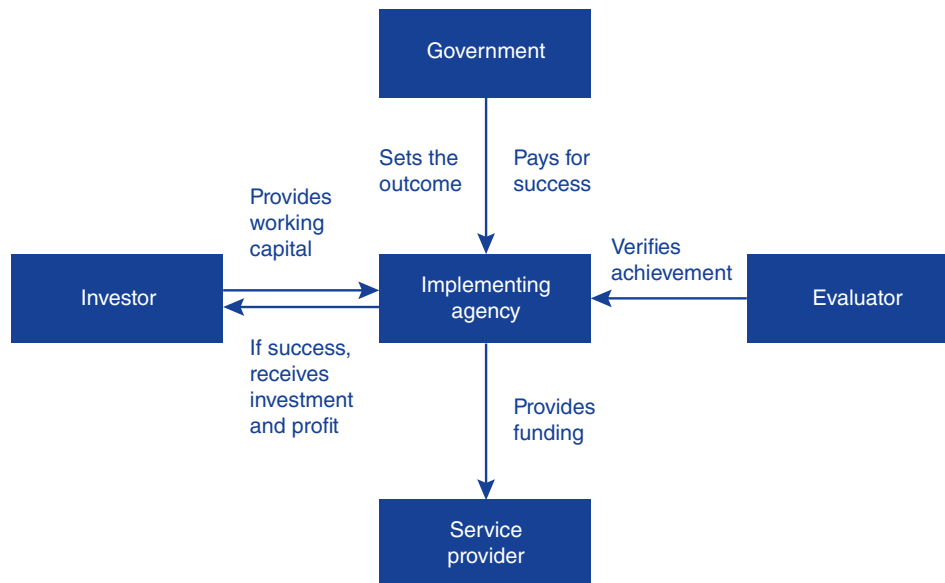 Government
Sets the
outcome
Pays for
success
Provides
working
capital
Verifies
achievement
Investor
Implementing
agency
Evaluator
If success,
receives
investment
and profit
Provides
funding
Service
provider